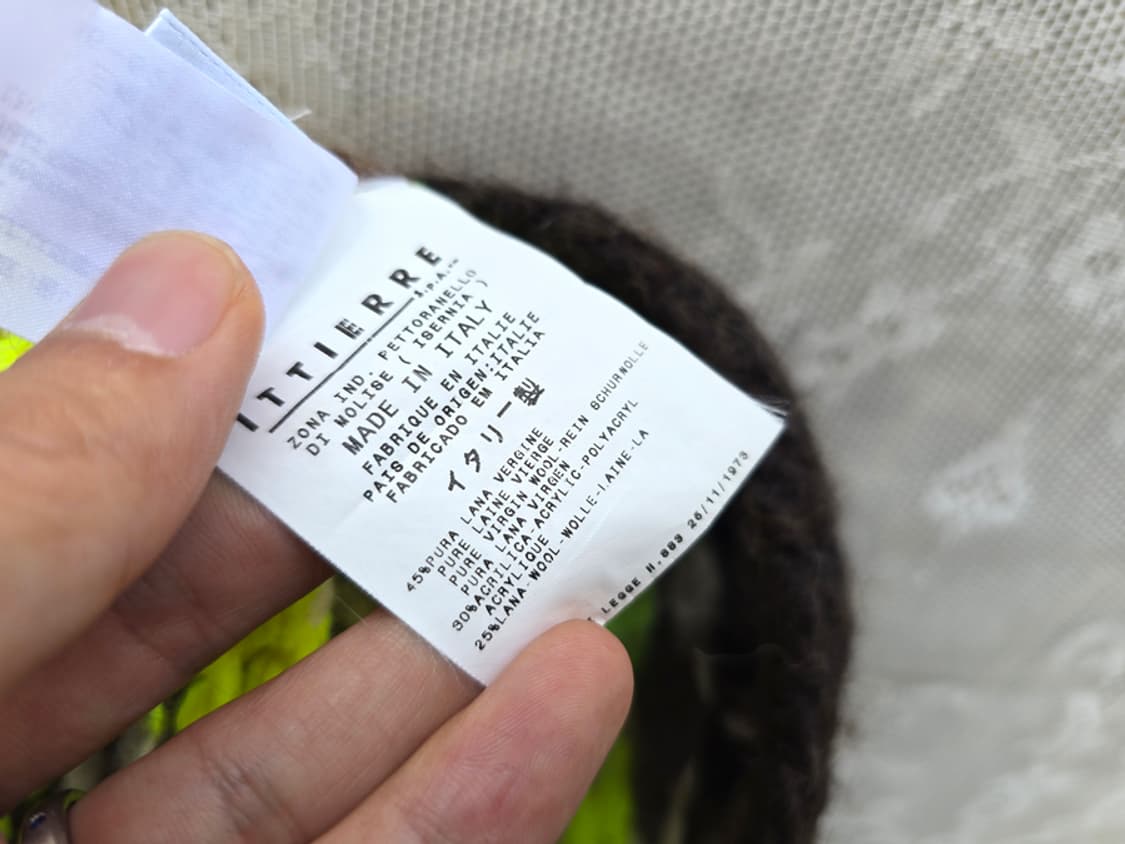 ITTIERRE
S.p.A.
ZONA IND. PETTORANELLO
DI MOLISE ( ISERNIA )
MADE IN ITALY
FABRIQUE EN ITALIE
PAIS DE ORIGEN:ITALIE
FABRICADO EM ITALIA
イタリー製
45%PURA LANA VERGINE
PURE LAINE VIERGE
PURE VIRGIN WOOL-REIN SCHURWOLLE
PURA LANA VIRGEN
30%ACRILICA-ACRYLIC-POLYACRYL
ACRYLIQUE
25%LANA-WOOL-WOLLE-LAINE-LA
LEGGE N.883 26/11/1973